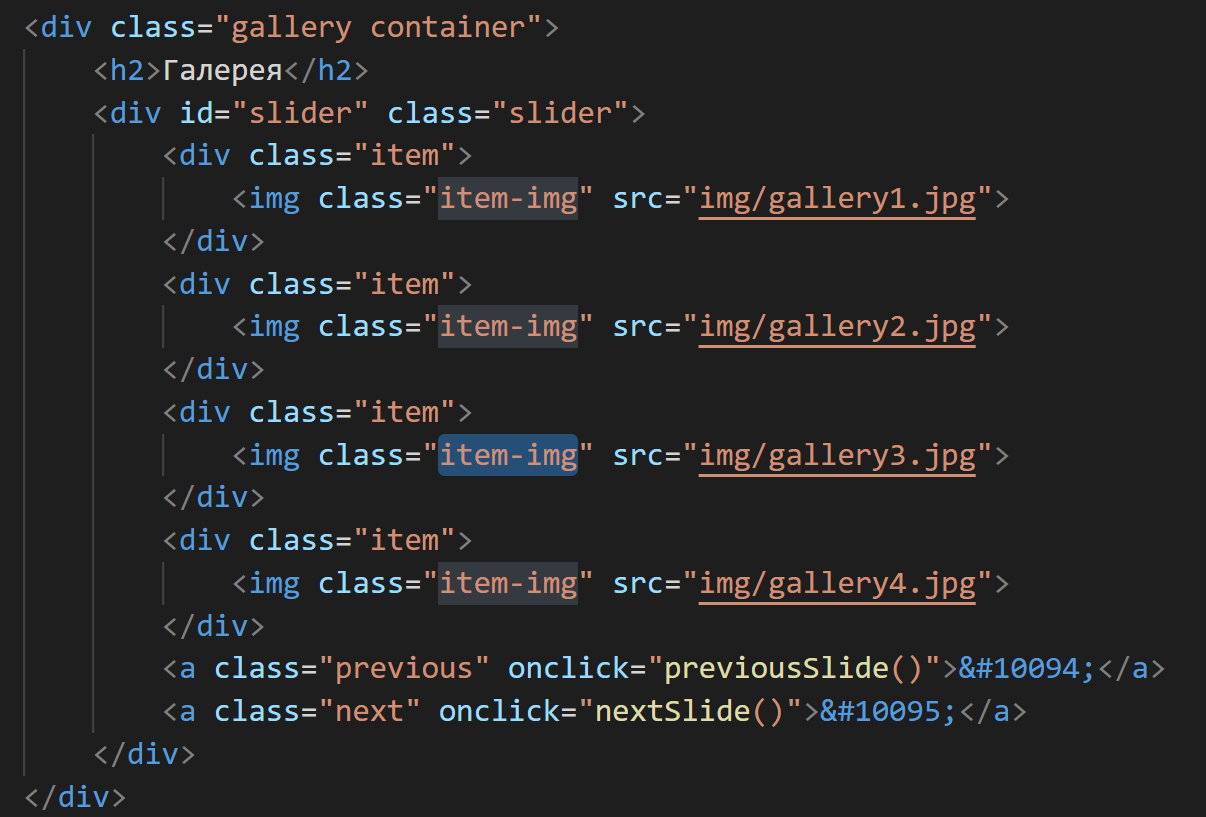 <div class="gallery container">
<h2>Галерея</h2>
<div id="slider" class="slider">
<div class="item">
<img class="item-img" src="img/gallery1.jpg">
</div>
<div class="item">
<img class="item-img" src="img/gallery2.jpg">
</div>
<div class="item">
<img class="item-img" src="img/gallery3.jpg">
</div>
<div class="item">
<img class="item-img" src="img/gallery4.jpg">
</div>
<a class="previous" onclick="previousSlide()">&#10094;</a>
<a class="next" onclick="nextSlide()">&#10095;</a>
</div>
</div>